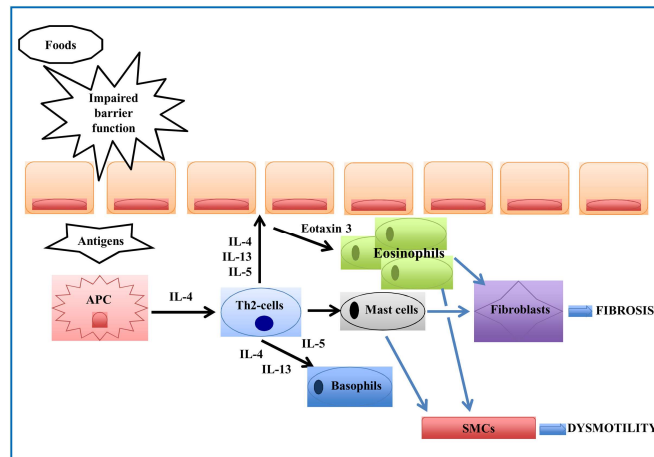 Foods
Impaired
barrier
function
Antigens
IL-4
IL-13
IL-5
Eotaxin 3
Eosinophils
APC
IL-4
Th2-cells
Mast cells
Fibroblasts
FIBROSIS
IL-5
IL-4
IL-13
Basophils
SMCs
DYSMOTILITY